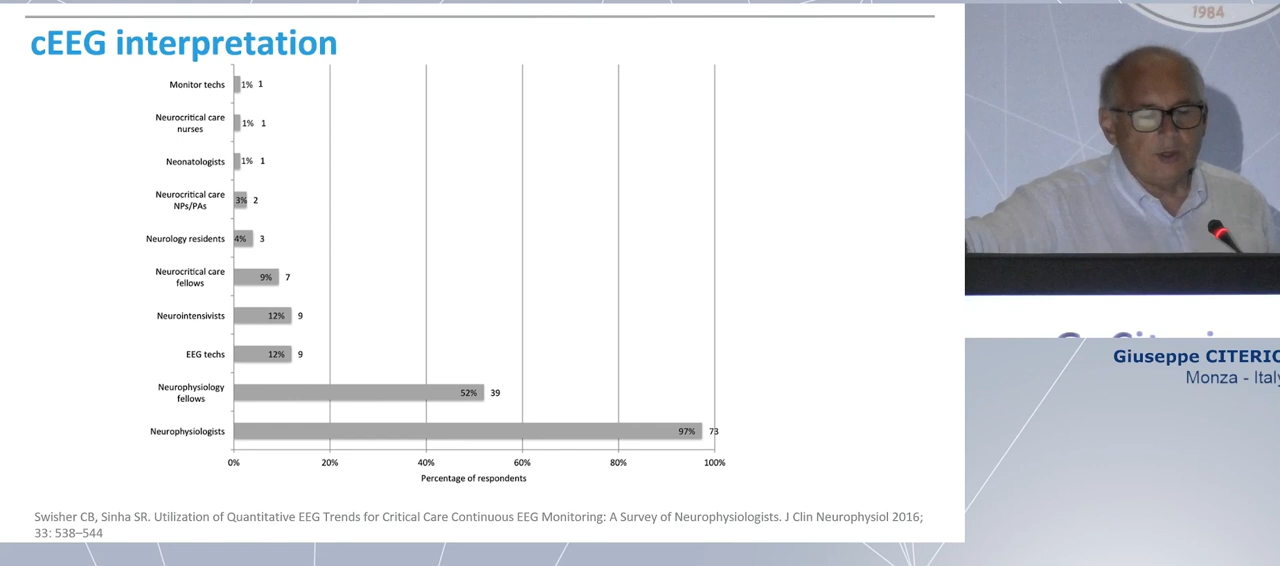 cEEG interpretation
Monitor techs 1% 1
Neurocritical care
nurses 1% 1
Neonatologists 1% 1
Neurocritical care
NPs/PAs 3% 2
Neurology residents 4% 3
Neurocritical care
fellows 9% 7
Neurointensivists 12% 9
EEG techs 12% 9
Neurophysiology
fellows 52% 39
Neurophysiologists 97% 73
0% 20% 40% 60% 80% 100%
Percentage of respondents
Swisher CB, Sinha SR. Utilization of Quantitative EEG Trends for Critical Care Continuous EEG Monitoring: A Survey of Neurophysiologists. J Clin Neurophysiol 2016;
33: 538–544
1984
Giuseppe CITERIO
Monza - Italy